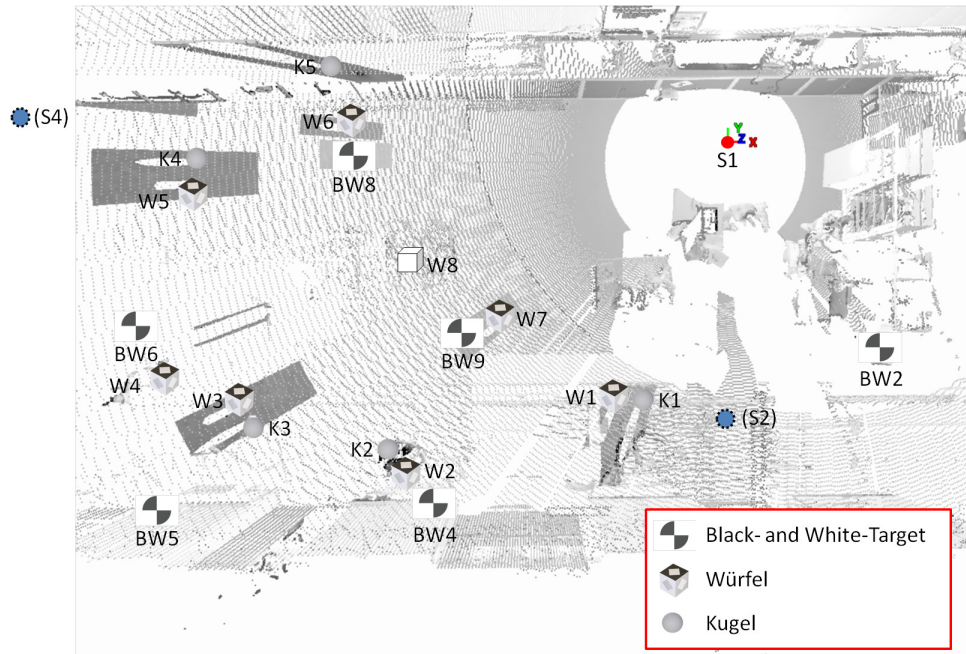 K5
(S4)
W6
Y
Z
X
S1
K4
BW8
W5
W8
W7
BW6
BW9
BW2
W4
W3
W1
K1
K3
(S2)
K2
W2
BW5
BW4
Black- and White-Target
Würfel
Kugel